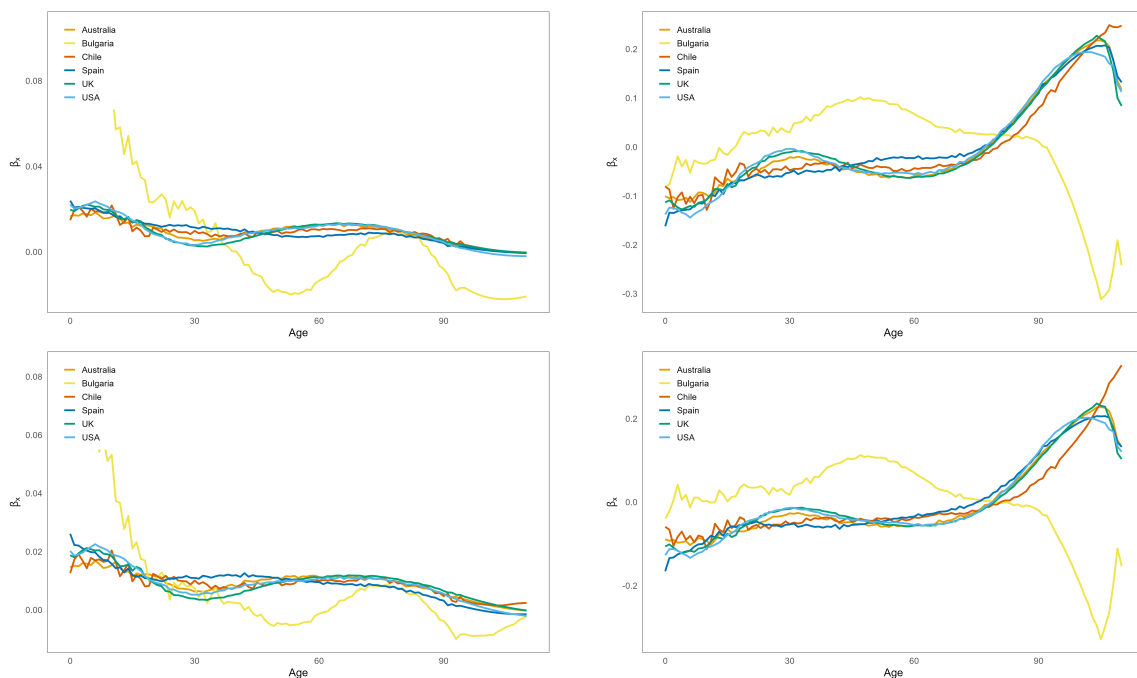 Australia
Bulgaria
Chile
Spain
UK
USA
0.08
0.04
0.00
βx
0
30
60
90
Age
Australia
Bulgaria
Chile
Spain
UK
USA
0.2
0.1
0.0
-0.1
-0.2
-0.3
βx
0
30
60
90
Age
Australia
Bulgaria
Chile
Spain
UK
USA
0.08
0.06
0.04
0.02
0.00
βx
0
30
60
90
Age
Australia
Bulgaria
Chile
Spain
UK
USA
0.2
0.0
-0.2
βx
0
30
60
90
Age